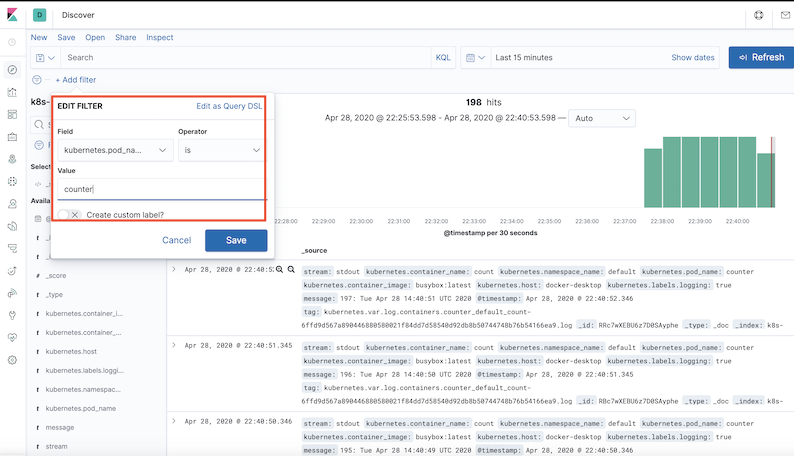 D Discover
New Save Open Share Inspect
Search KQL Last 15 minutes Show dates Refresh
+ Add filter
k8s-
EDIT FILTER Edit as Query DSL
Field Operator
kubernetes.pod_na... is
Value
counter
Create custom label?
Cancel Save
198 hits
Apr 28, 2020 @ 22:25:53.598 - Apr 28, 2020 @ 22:40:53.598 — Auto
22:28:00 22:29:00 22:30:00 22:31:00 22:32:00 22:33:00 22:34:00 22:35:00 22:36:00 22:37:00 22:38:00 22:39:00 22:40:00
@timestamp per 30 seconds
Selec
Availa
t _i
t _i
# _score
t _type
t kubernetes.container_i...
t kubernetes.container_...
t kubernetes.host
t kubernetes.labels.loggi...
t kubernetes.namespac...
t kubernetes.pod_name
t message
t stream
_source
Apr 28, 2020 @ 22:40:5 stream: stdout kubernetes.container_name: count kubernetes.namespace_name: default kubernetes.pod_name: counter
kubernetes.container_image: busybox:latest kubernetes.host: docker-desktop kubernetes.labels.logging: true
message: 197: Tue Apr 28 14:40:51 UTC 2020 @timestamp: Apr 28, 2020 @ 22:40:52.346
tag: kubernetes.var.log.containers.counter_default_count-
6ffd9d567a890446880580021f84dd7d58540d92db8b50744748b76b54166ea9.log _id: RRc7wXEBU6z7D0SAyphe _type: _doc _index: k8s-
Apr 28, 2020 @ 22:40:51.345 stream: stdout kubernetes.container_name: count kubernetes.namespace_name: default kubernetes.pod_name: counter
kubernetes.container_image: busybox:latest kubernetes.host: docker-desktop kubernetes.labels.logging: true
message: 196: Tue Apr 28 14:40:50 UTC 2020 @timestamp: Apr 28, 2020 @ 22:40:51.345
tag: kubernetes.var.log.containers.counter_default_count-
6ffd9d567a890446880580021f84dd7d58540d92db8b50744748b76b54166ea9.log _id: RBc7wXEBU6z7D0SAyphe _type: _doc _index: k8s-
Apr 28, 2020 @ 22:40:50.346 stream: stdout kubernetes.container_name: count kubernetes.namespace_name: default kubernetes.pod_name: counter
kubernetes.container_image: busybox:latest kubernetes.host: docker-desktop kubernetes.labels.logging: true
message: 195: Tue Apr 28 14:40:49 UTC 2020 @timestamp: Apr 28, 2020 @ 22:40:50.346